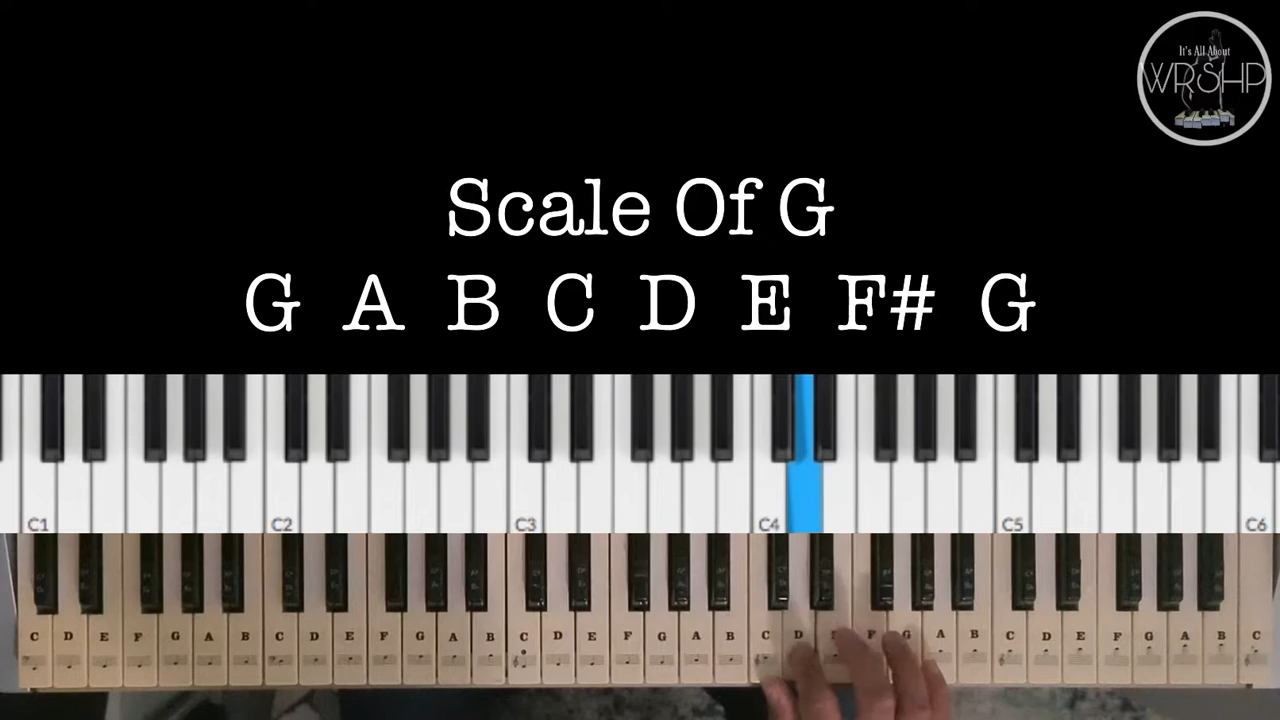 It's All About
WRSHP
Scale Of G
G A B C D E F# G
C1 C2 C3 C4 C5 C6
C D E F G A B C D E F G A B C D E F G A B C D F G A B C D E F G A B C